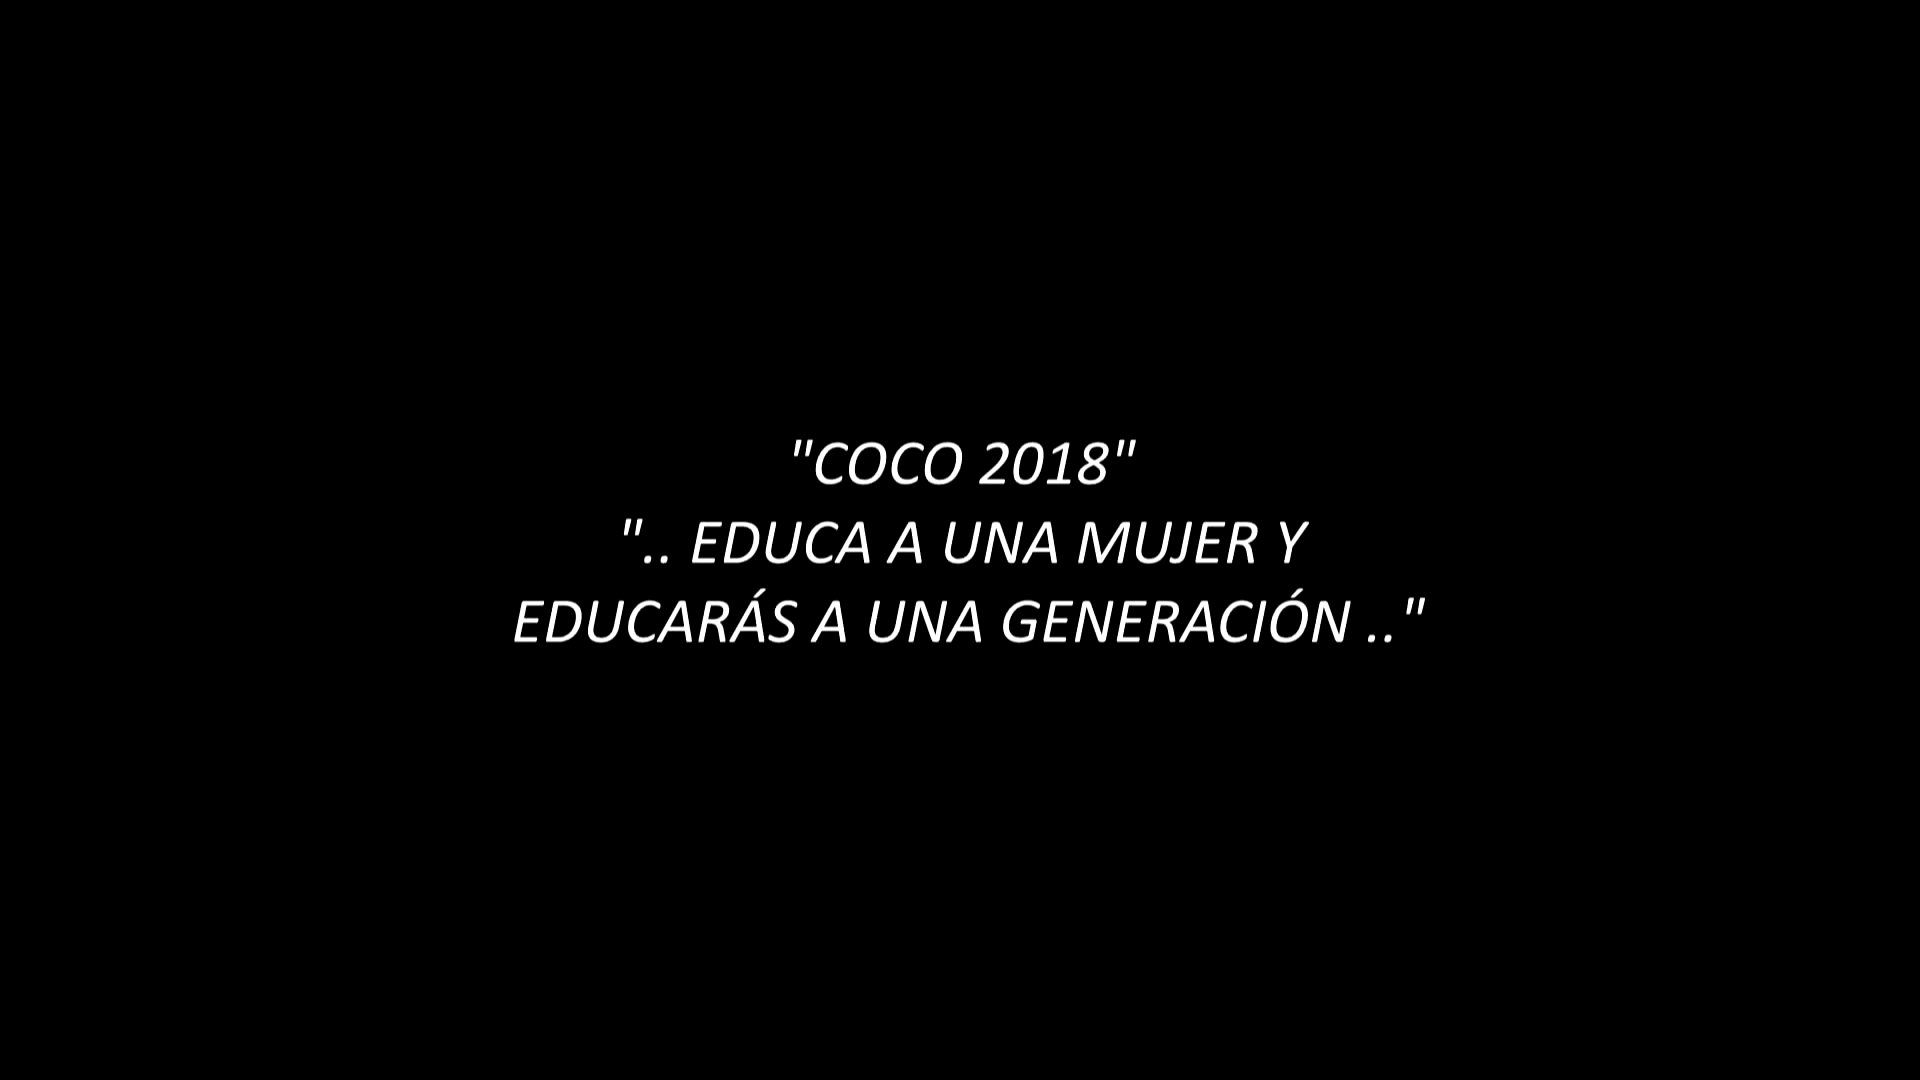 "COCO 2018"
".. EDUCA A UNA MUJER Y
EDUCARÁS A UNA GENERACIÓN .."